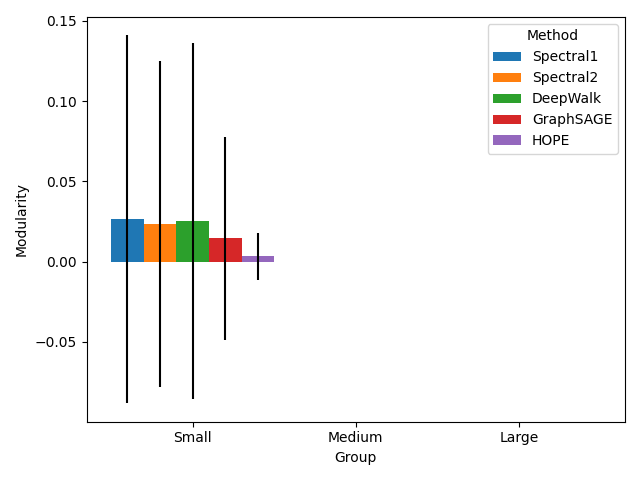 0.15
0.10
0.05
0.00
−0.05
Modularity
Small
Medium
Large
Group
Method
Spectral1
Spectral2
DeepWalk
GraphSAGE
HOPE